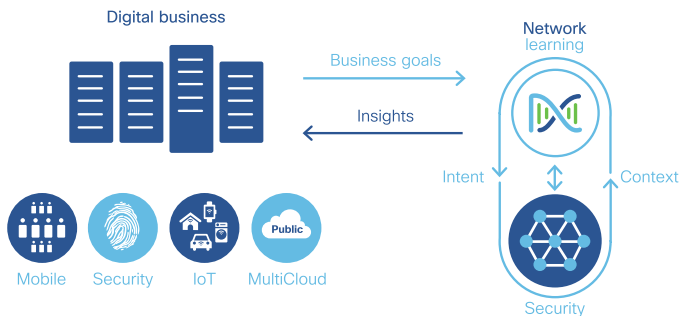 Digital business
Network
learning
Business goals
Insights
Intent
Context
Public
Mobile
Security
IoT
MultiCloud
Security